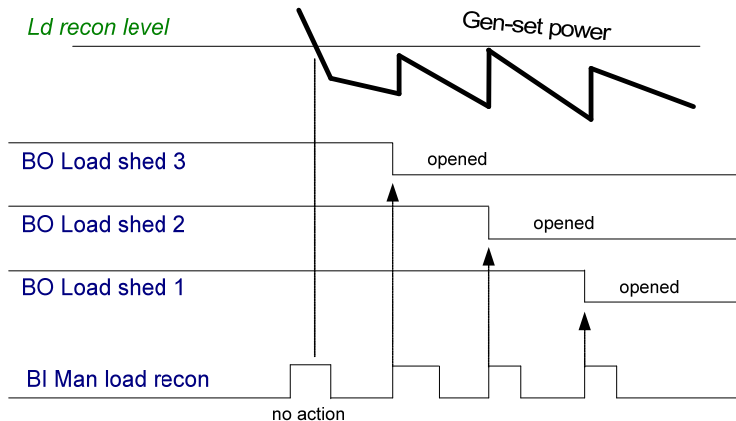 Ld recon level
Gen-set power
BO Load shed 3
opened
BO Load shed 2
opened
BO Load shed 1
opened
BI Man load recon
no action